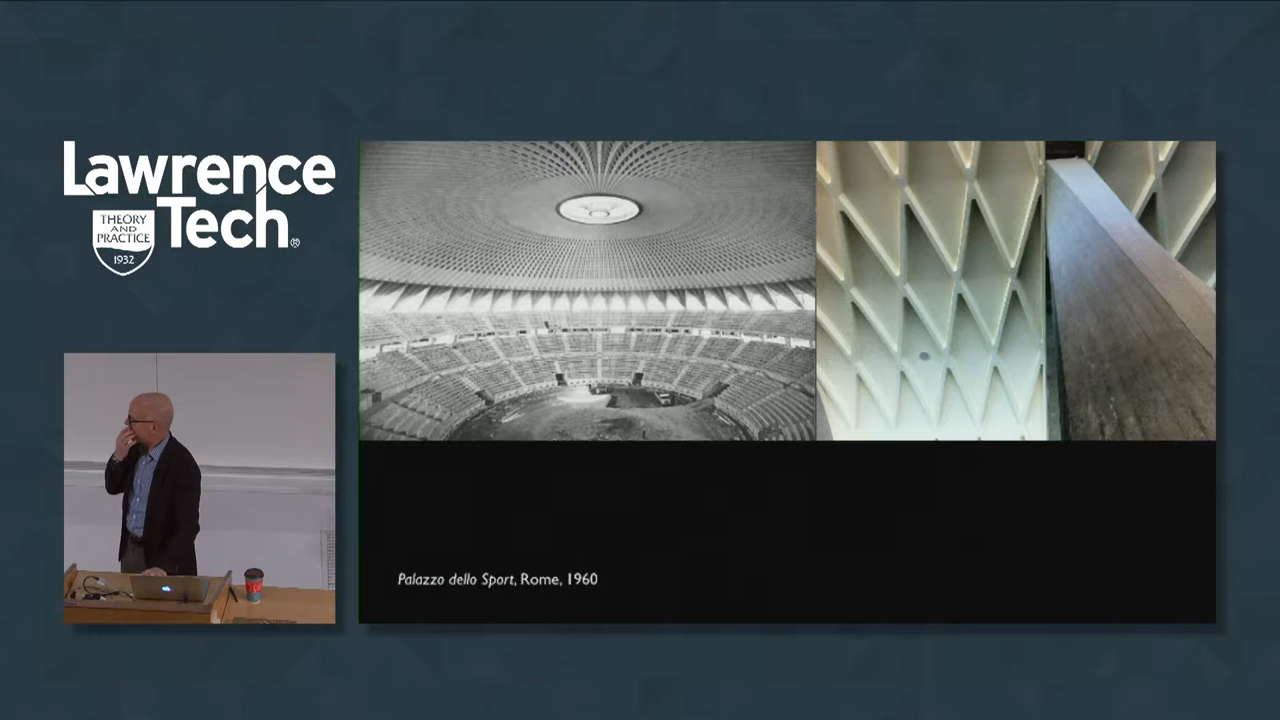 Lawrence
Tech®
THEORY
AND
PRACTICE
1932
Palazzo dello Sport, Rome, 1960